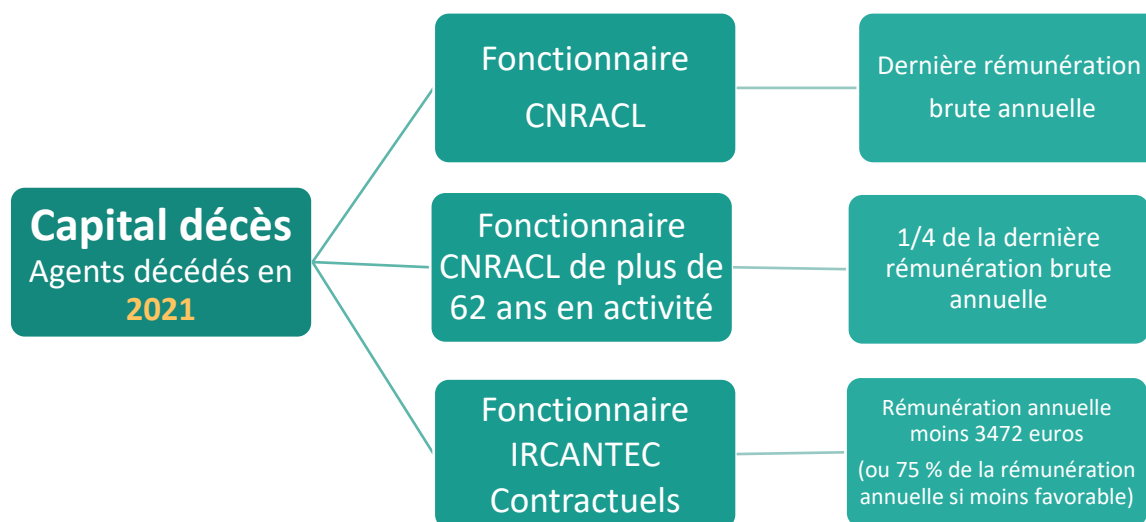 Capital décès
Agents décédés en
2021
Fonctionnaire
CNRACL
Dernière rémunération
brute annuelle
Fonctionnaire
CNRACL de plus de
62 ans en activité
1/4 de la dernière
rémunération brute
annuelle
Fonctionnaire
IRCANTEC
Contractuels
Rémunération annuelle
moins 3472 euros
(ou 75 % de la rémunération
annuelle si moins favorable)